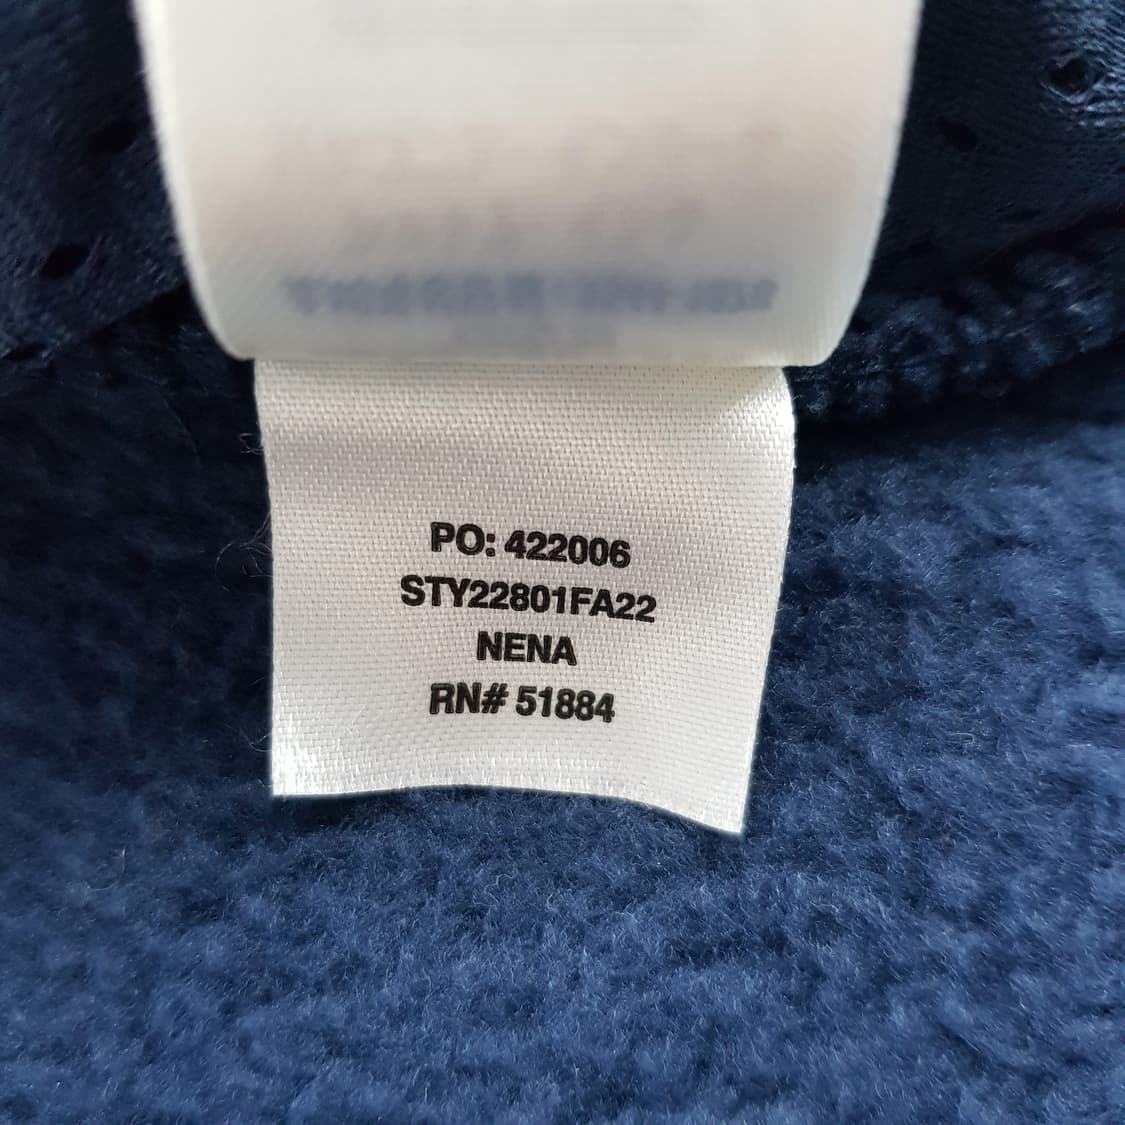 PO: 422006
STY22801FA22
NENA
RN# 51884